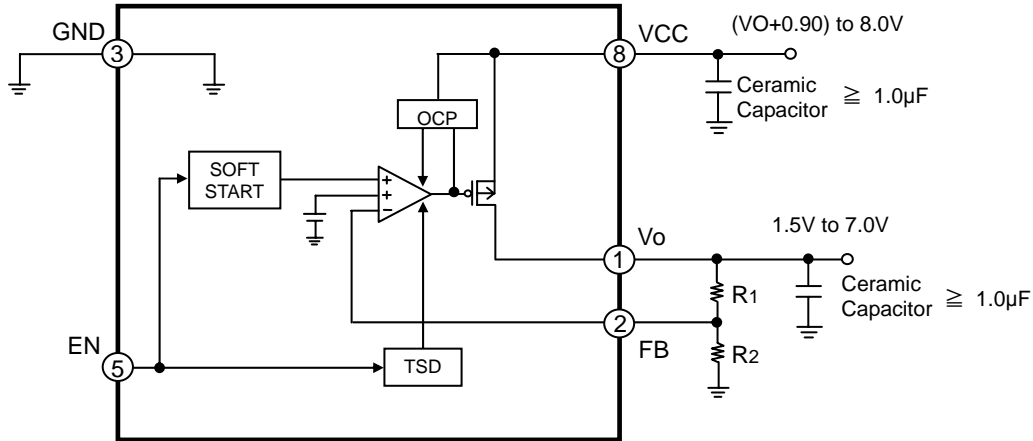 GND
3
VCC
8
(VO+0.90) to 8.0V
Ceramic
Capacitor ≧ 1.0µF
OCP
SOFT
START
+
+
−
1.5V to 7.0V
Vo
1
R1
Ceramic
Capacitor ≧ 1.0µF
2
FB
R2
EN
5
TSD